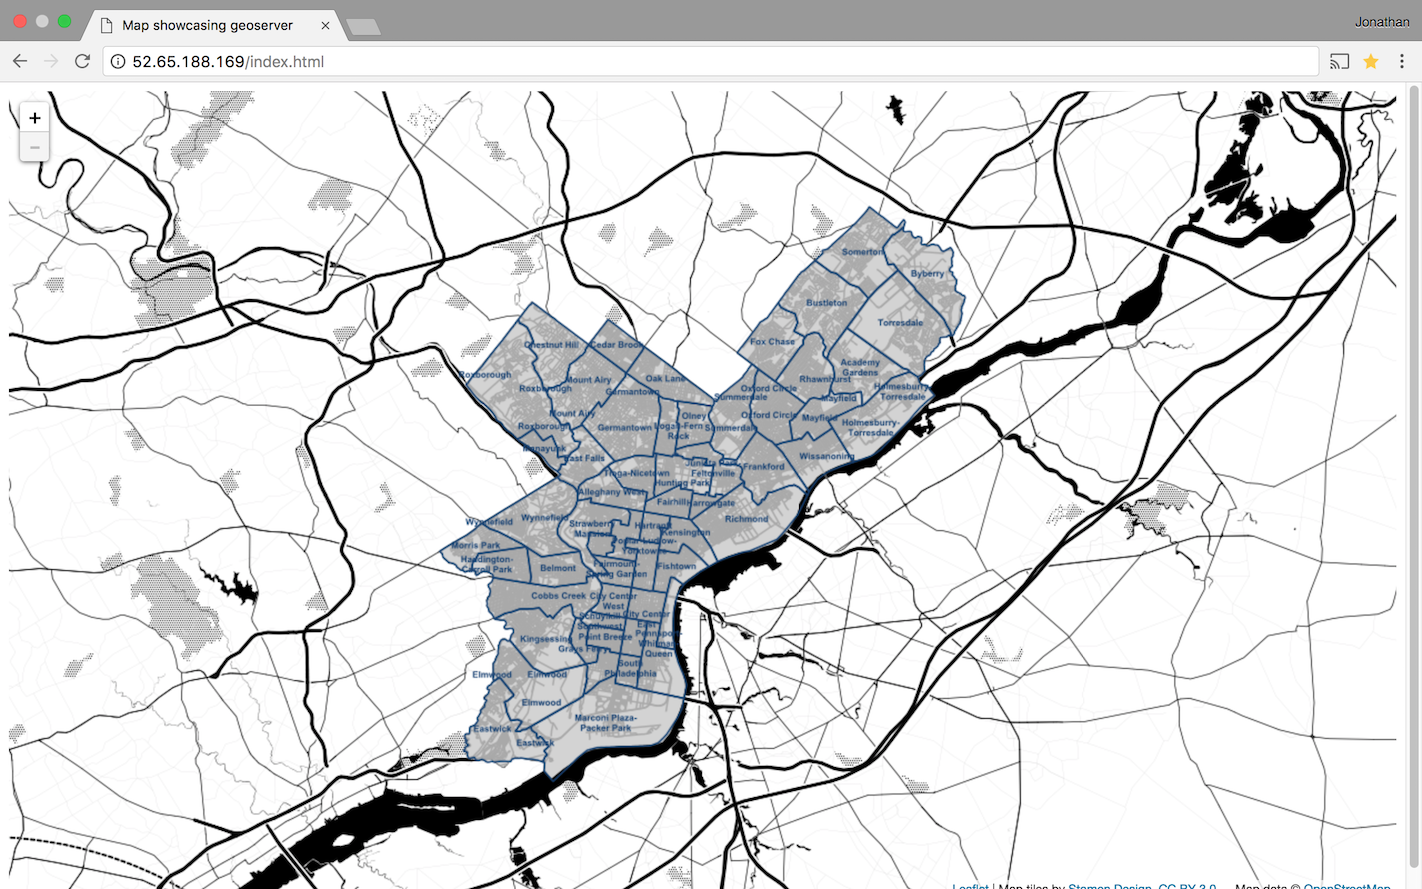 Map showcasing geoserver
Jonathan
52.65.188.169/index.html
+
−
Somerton
Byberry
Bustleton
Torresdale
Fox Chase
Chestnut Hill
Cedar Brook
Academy
Gardens
Roxborough
Mount Airy
Oak Lane
Rhawnhurst
Roxborough
Germantown
Oxford Circle
Holmesburg-
Torresdale
Summerdale
Mayfield
Mount Airy
Olney
Oxford Circle
Mayfield
Roxborough
Germantown
Logan-Fern
Rock
Summerdale
Holmesburg-
Torresdale
Manayunk
East Falls
Wissanoning
Juniata Park-
Feltonville
Frankford
Tioga-Nicetown
Hunting Park
Alleghany West
Fairhill
Harrowgate
Wynnefield
Wynnefield
Strawberry
Mansion
Hartranft
Richmond
Kensington
Morris Park
Poplar-Ludlow-
Yorktowne
Haddington-
Carroll Park
Belmont
Fairmount-
Spring Garden
Fishtown
Cobbs Creek
City Center
West
Schuylkill
Southwest
City Center
East
Kingsessing
Point Breeze
Pennsport-
Whitman-
Queen
Grays Ferry
South
Philadelphia
Elmwood
Elmwood
Elmwood
Marconi Plaza-
Packer Park
Eastwick
Eastwick
Leaflet | Map tiles by Stamen Design, CC BY 3.0 — Map data © OpenStreetMap